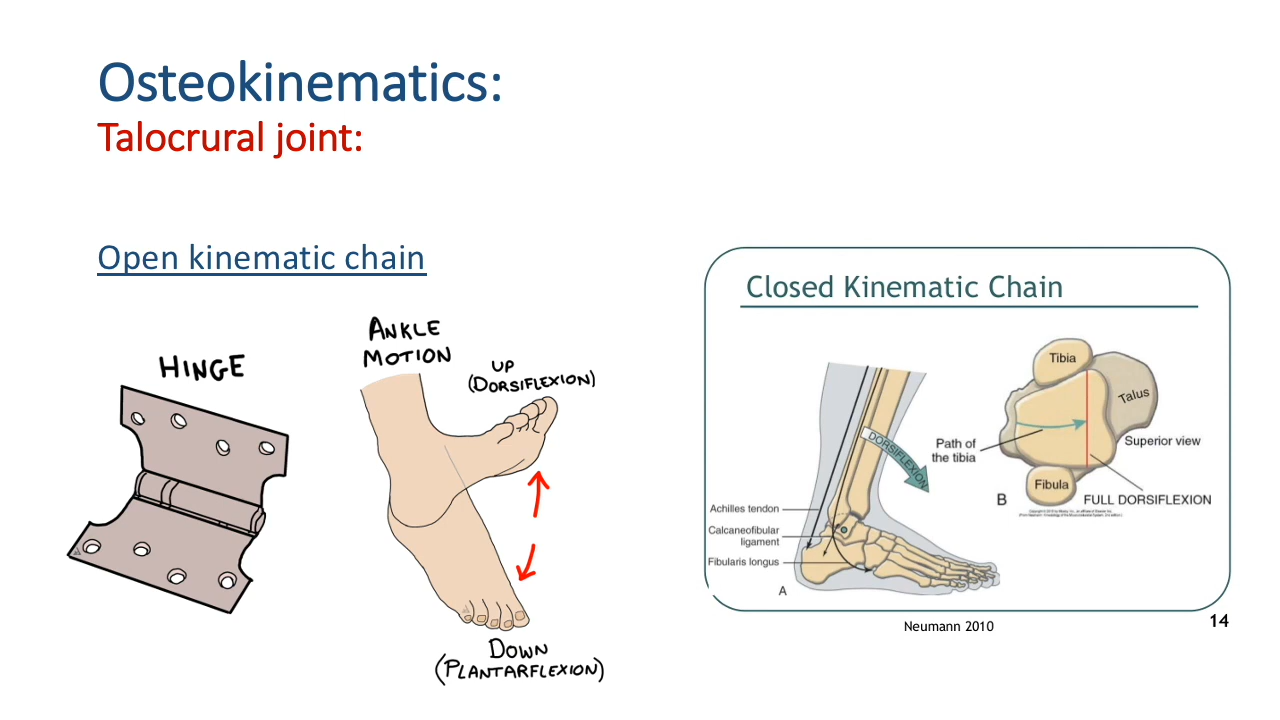 Osteokinematics:
Talocrural joint:
Open kinematic chain
HINGE
ANKLE
MOTION
UP
(DORSIFLEXION)
DOWN
(PLANTARFLEXION)
Closed Kinematic Chain
DORSIFLEXION
Achilles tendon
Calcaneofibular
ligament
Fibularis longus
A
Tibia
Talus
Path of
the tibia
Superior view
Fibula
B
FULL DORSIFLEXION
Neumann 2010
14